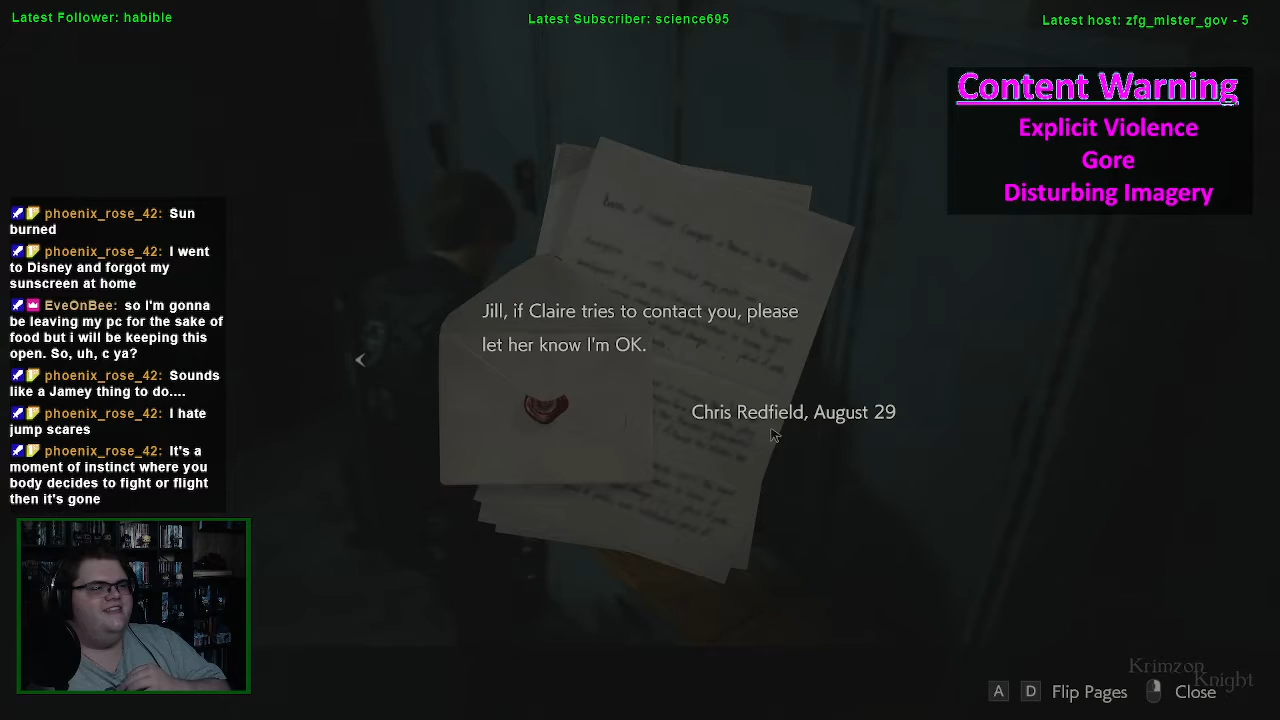 Latest Follower: habible
Latest Subscriber: science695
Latest host: zfg_mister_gov - 5
Content Warning
Explicit Violence
Gore
Disturbing Imagery
phoenix_rose_42: Sun
burned
phoenix_rose_42: I went
to Disney and forgot my
sunscreen at home
EveOnBee: so I'm gonna
be leaving my pc for the sake of
food but i will be keeping this
open. So, uh, c ya?
phoenix_rose_42: Sounds
like a Jamey thing to do....
phoenix_rose_42: I hate
jump scares
phoenix_rose_42: It's a
moment of instinct where you
body decides to fight or flight
then it's gone
Jill, if Claire tries to contact you, please
let her know I'm OK.
Chris Redfield, August 29
Krimzon
Knight
A D Flip Pages Close